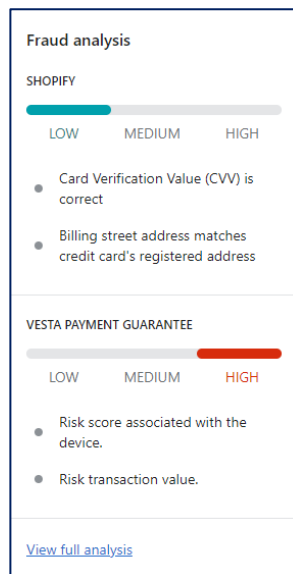 Fraud analysis
SHOPIFY
LOW MEDIUM HIGH
Card Verification Value (CVV) is
correct
Billing street address matches
credit card's registered address
VESTA PAYMENT GUARANTEE
LOW MEDIUM HIGH
Risk score associated with the
device.
Risk transaction value.
View full analysis